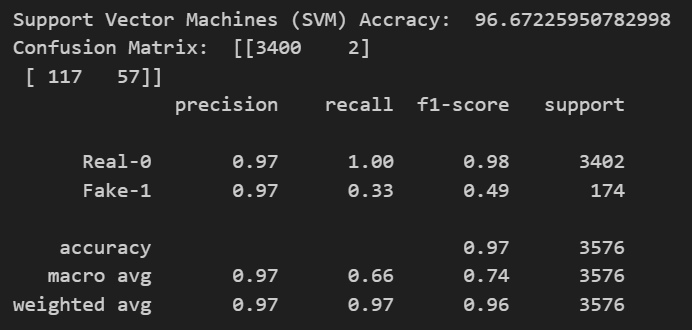 Support Vector Machines (SVM) Accracy:  96.67225950782998
Confusion Matrix:  [[3400    2]
 [ 117   57]]
              precision    recall  f1-score   support

      Real-0       0.97      1.00      0.98      3402
      Fake-1       0.97      0.33      0.49       174

    accuracy                           0.97      3576
   macro avg       0.97      0.66      0.74      3576
weighted avg       0.97      0.97      0.96      3576